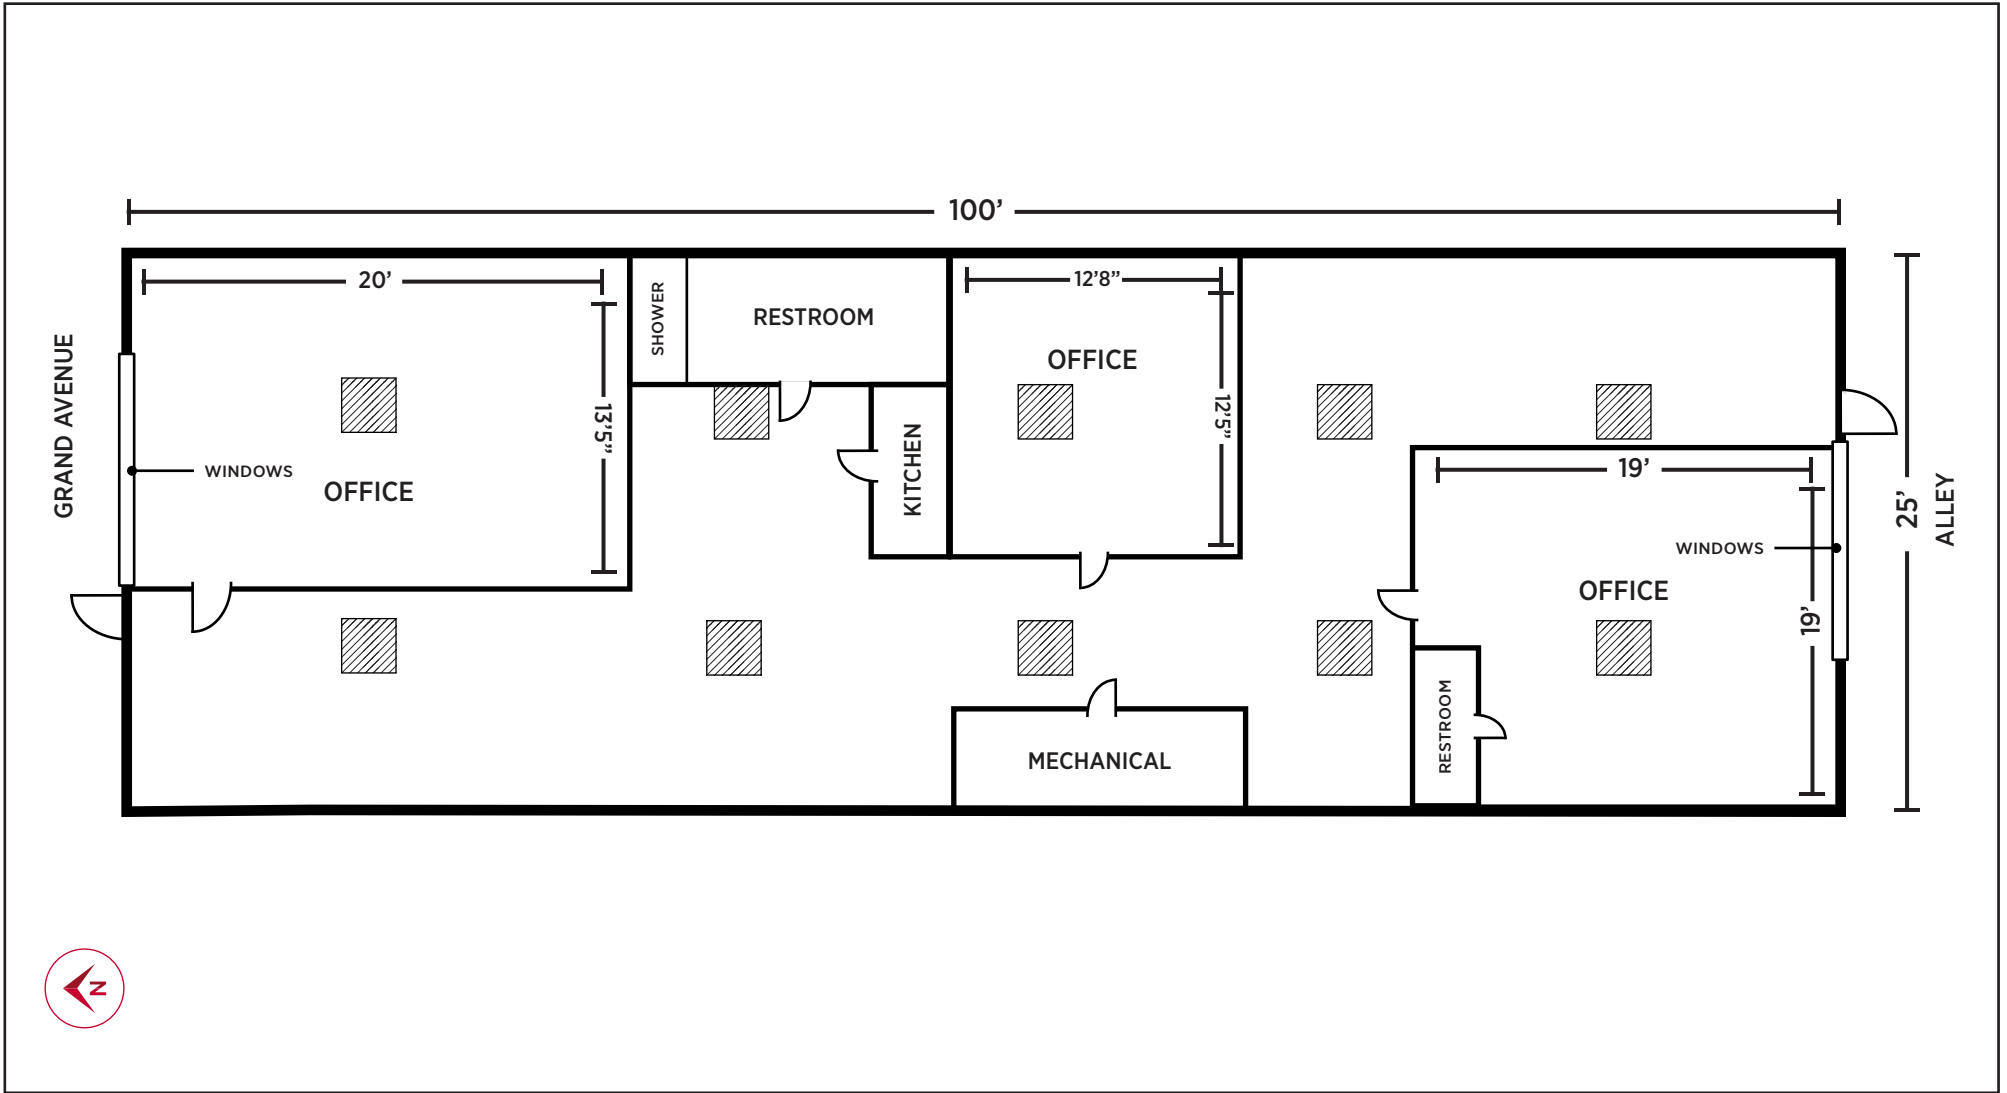 100’
20’
12’8”
SHOWER
RESTROOM
GRAND AVENUE
OFFICE
13’5”
12’5”
WINDOWS
OFFICE
KITCHEN
19’
25’
ALLEY
WINDOWS
OFFICE
19’
RESTROOM
MECHANICAL
N